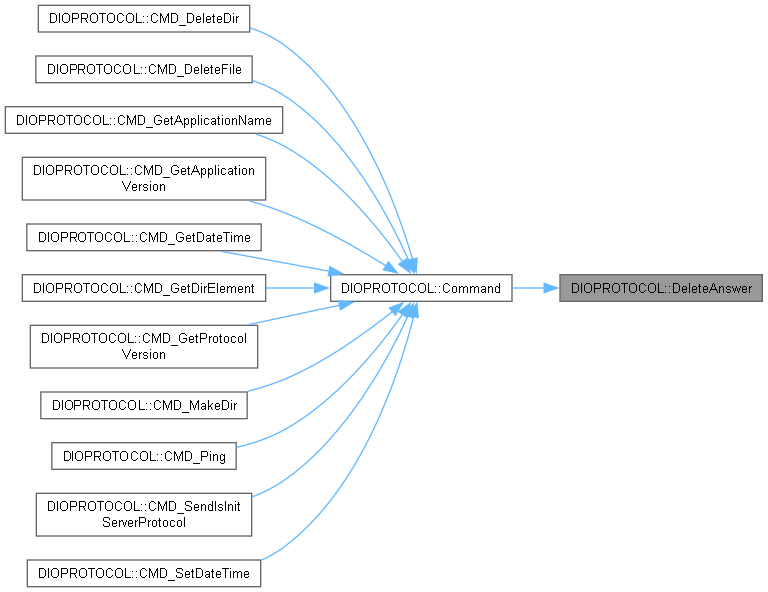 DIOPROTOCOL::CMD_DeleteDir
DIOPROTOCOL::CMD_DeleteFile
DIOPROTOCOL::CMD_GetApplicationName
DIOPROTOCOL::CMD_GetApplication
Version
DIOPROTOCOL::CMD_GetDateTime
DIOPROTOCOL::CMD_GetDirElement
DIOPROTOCOL::Command
DIOPROTOCOL::DeleteAnswer
DIOPROTOCOL::CMD_GetProtocol
Version
DIOPROTOCOL::CMD_MakeDir
DIOPROTOCOL::CMD_Ping
DIOPROTOCOL::CMD_SendIsInit
ServerProtocol
DIOPROTOCOL::CMD_SetDateTime